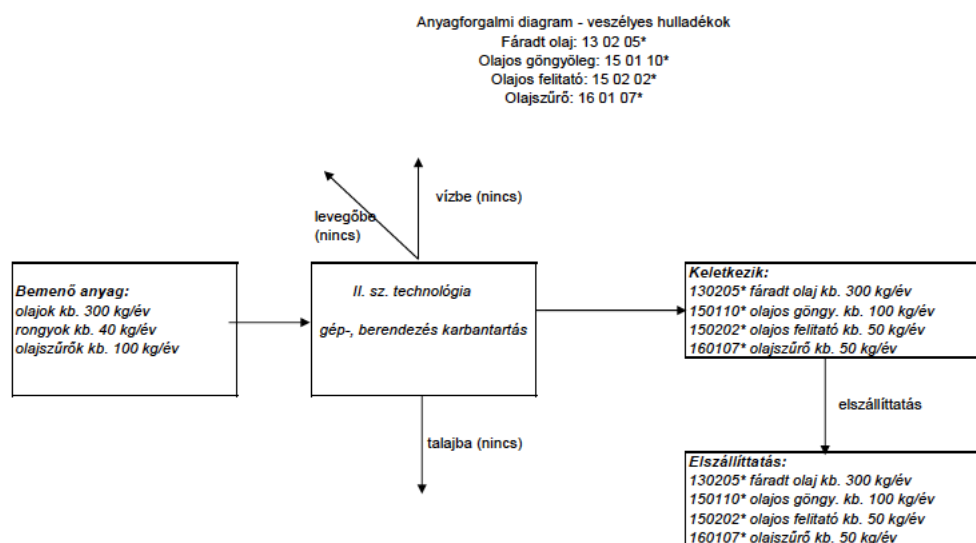 Anyagforgalmi diagram - veszélyes hulladékok
Fáradt olaj: 13 02 05*
Olajos göngyöleg: 15 01 10*
Olajos felitató: 15 02 02*
Olajszűrő: 16 01 07*
vízbe (nincs)
levegőbe
(nincs)
Bemenő anyag:
olajok kb. 300 kg/év
rongyok kb. 40 kg/év
olajszűrők kb. 100 kg/év
II. sz. technológia
gép-, berendezés karbantartás
Keletkezik:
130205* fáradt olaj kb. 300 kg/év
150110* olajos göngy. kb. 100 kg/év
150202* olajos felitató kb. 50 kg/év
160107* olajszűrő kb. 50 kg/év
elszállíttatás
talajba (nincs)
Elszállíttatás:
130205* fáradt olaj kb. 300 kg/év
150110* olajos göngy. kb. 100 kg/év
150202* olajos felitató kb. 50 kg/év
160107* olajszűrő kb. 50 kg/év